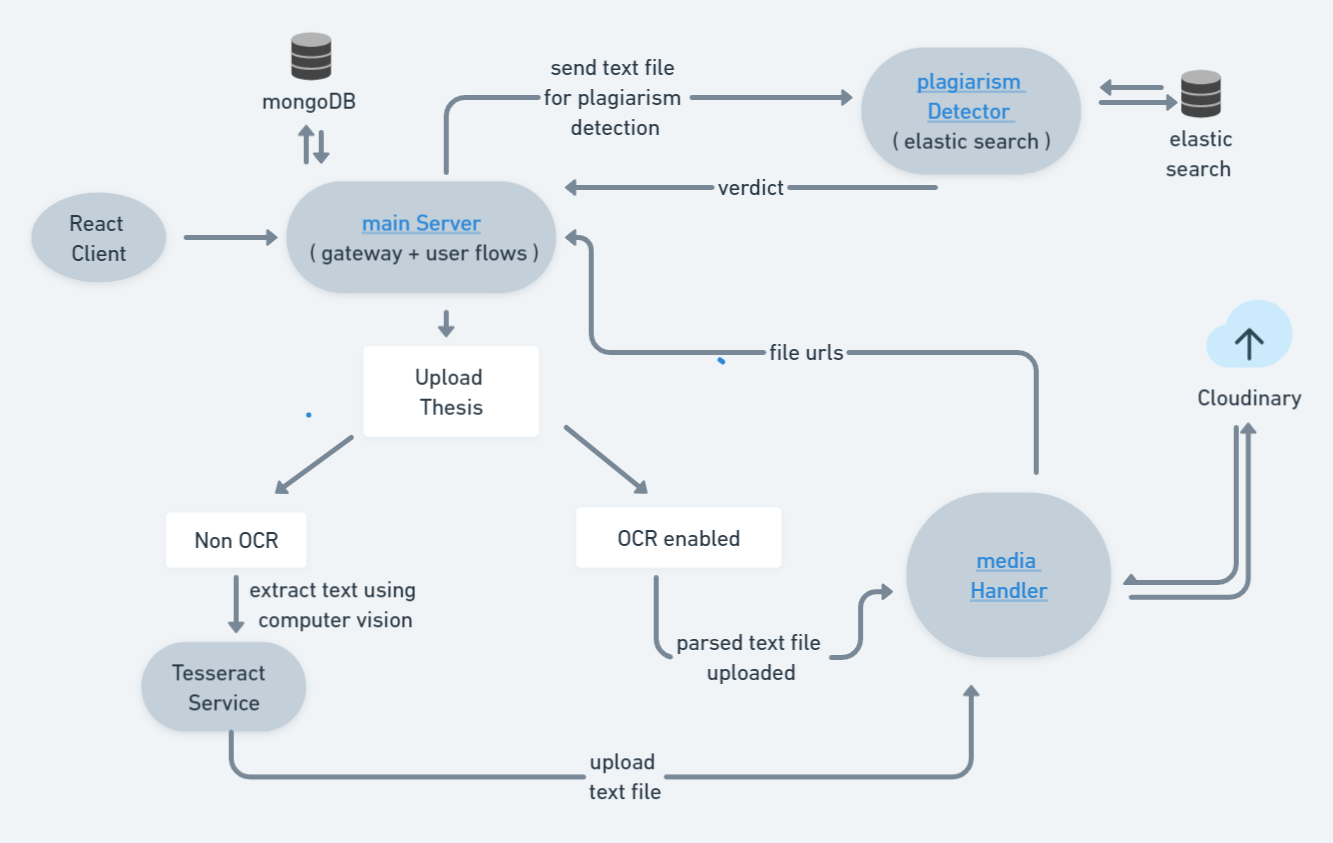 mongoDB
send text file
for plagiarism
detection
plagiarism
Detector
( elastic search )
elastic
search
verdict
React
Client
main Server
( gateway + user flows )
file urls
Upload
Thesis
Cloudinary
Non OCR
OCR enabled
extract text using
computer vision
media
Handler
parsed text file
uploaded
Tesseract
Service
upload
text file